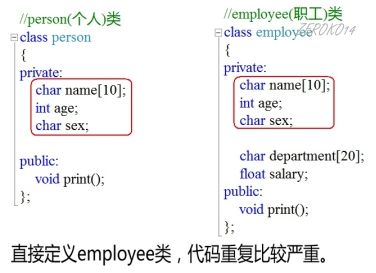 //person(个人)类
class person
{
private:
char name[10];
int age;
char sex;
public:
void print();
};
//employee(职工)类
class employee
{
private:
char name[10];
int age;
char sex;
char department[20];
float salary;
public:
void print();
};
ZEROKO14
直接定义employee类，代码重复比较严重。